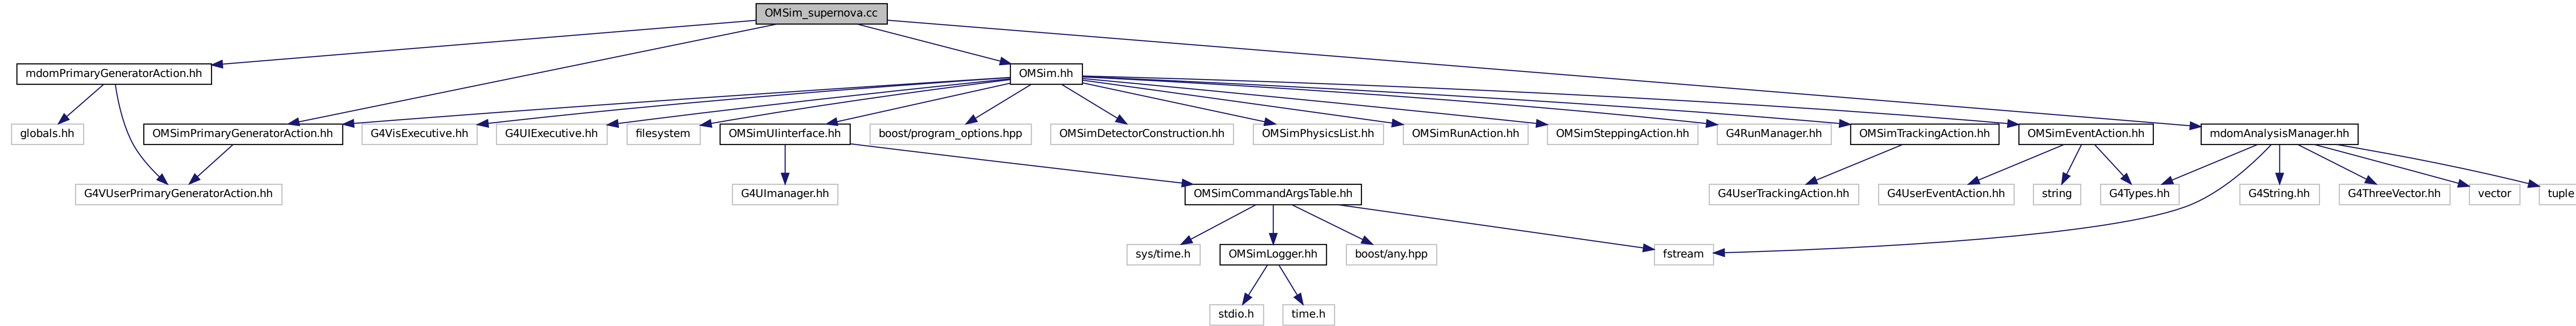 OMSim_supernova.cc
mdomPrimaryGeneratorAction.hh
OMSim.hh
globals.hh
OMSimPrimaryGeneratorAction.hh
G4VisExecutive.hh
G4UIExecutive.hh
filesystem
OMSimUIinterface.hh
boost/program_options.hpp
OMSimDetectorConstruction.hh
OMSimPhysicsList.hh
OMSimRunAction.hh
OMSimSteppingAction.hh
G4RunManager.hh
OMSimTrackingAction.hh
OMSimEventAction.hh
mdomAnalysisManager.hh
G4VUserPrimaryGeneratorAction.hh
G4UImanager.hh
OMSimCommandArgsTable.hh
G4UserTrackingAction.hh
G4UserEventAction.hh
string
G4Types.hh
G4String.hh
G4ThreeVector.hh
vector
tuple
sys/time.h
OMSimLogger.hh
boost/any.hpp
fstream
stdio.h
time.h